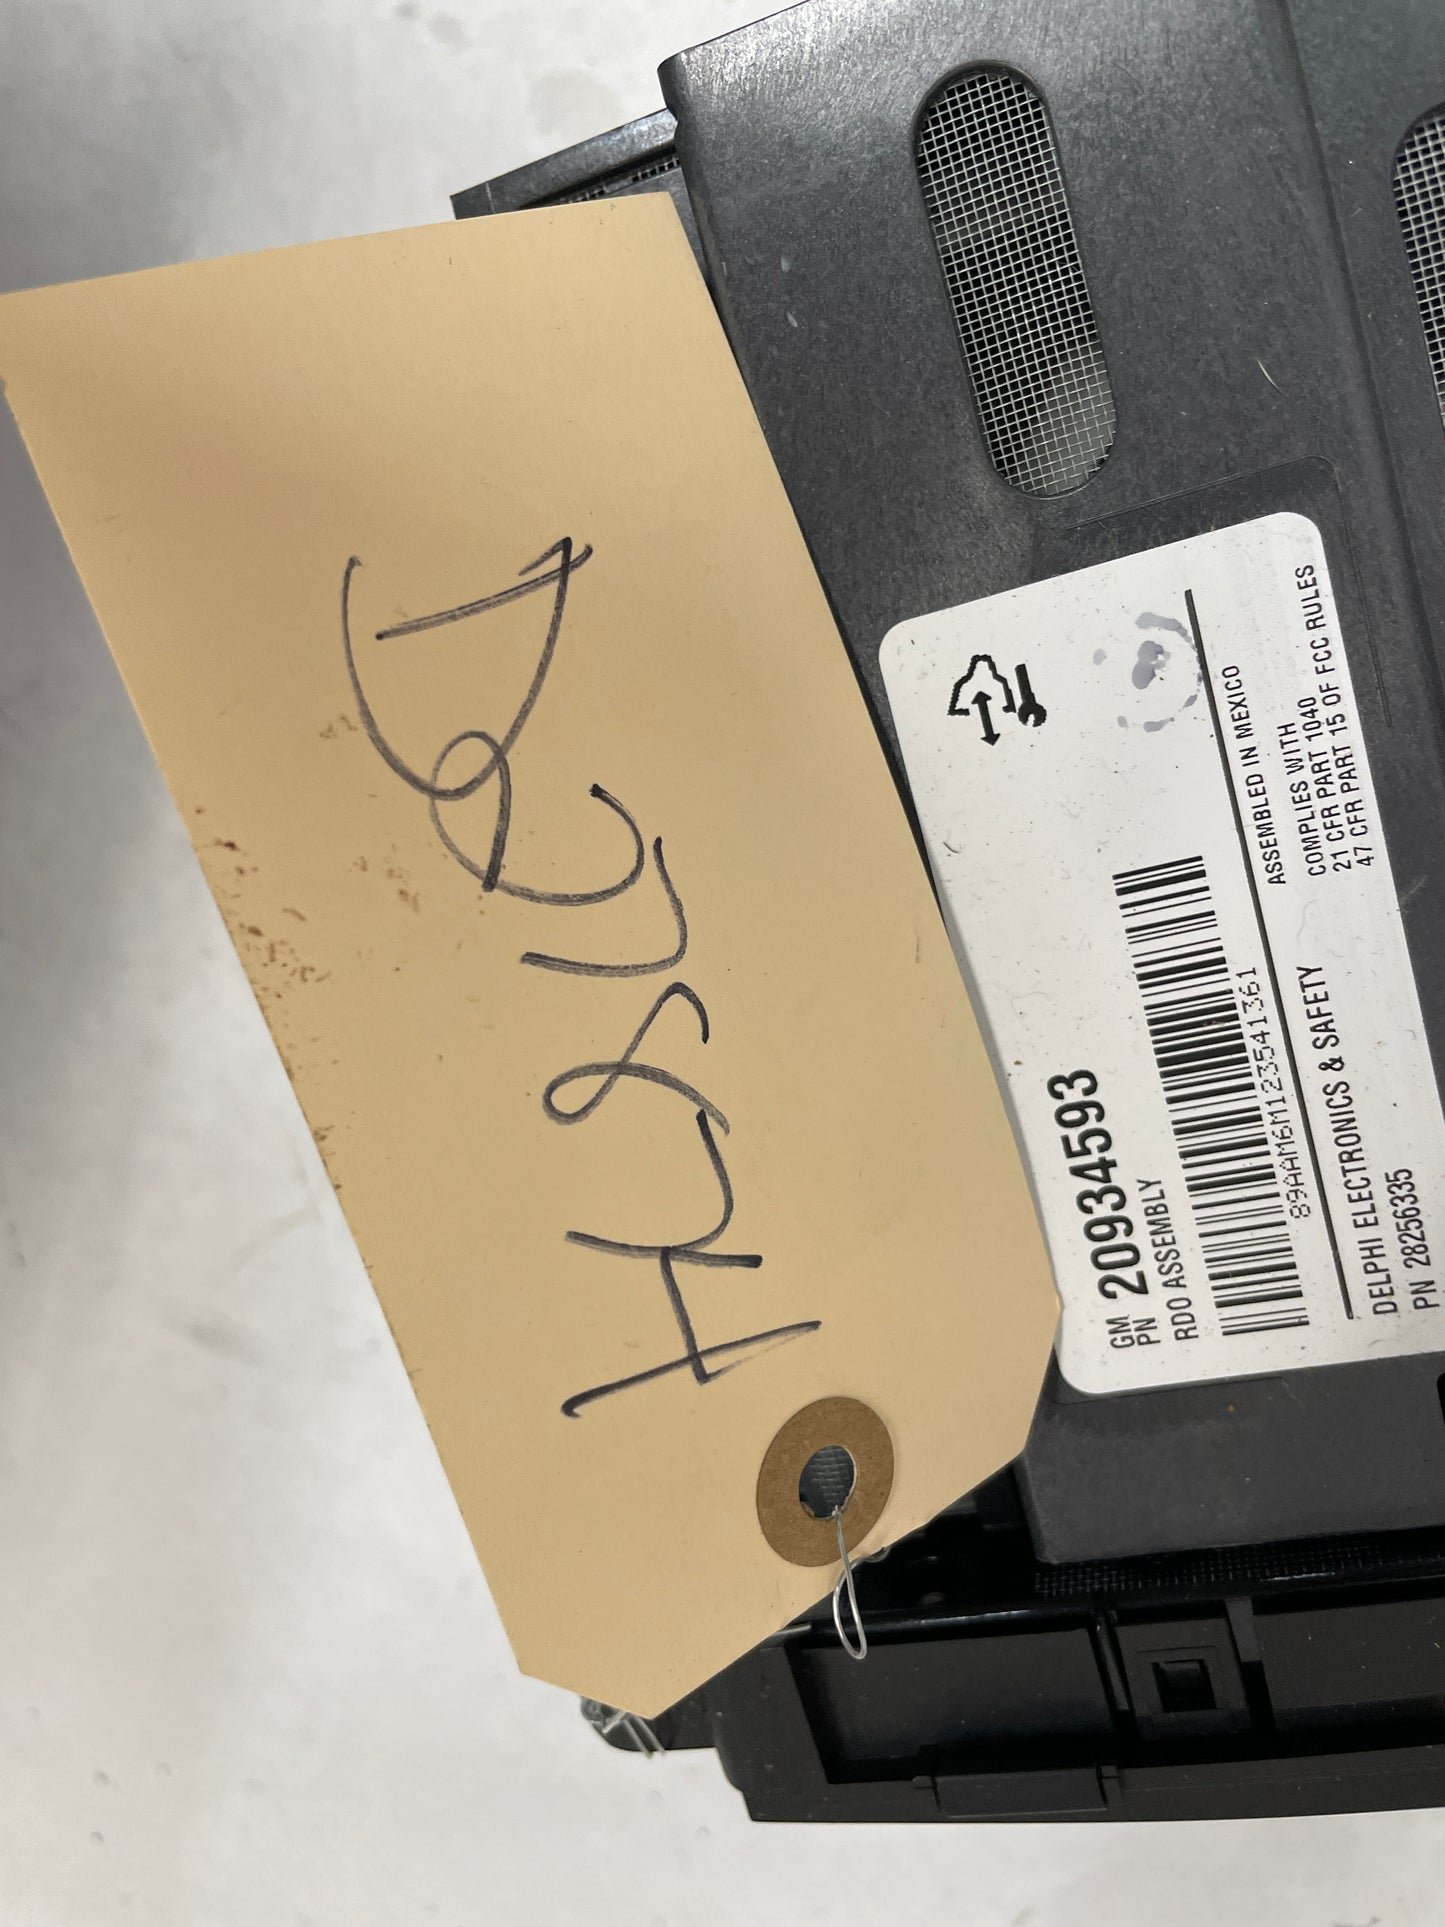 GM PN 20934593
RDO ASSEMBLY
89AAM6M123541361
ASSEMBLED IN MEXICO
DELPHI ELECTRONICS & SAFETY
PN 28256335
COMPLIES WITH
21 CFR PART 1040
47 CFR PART 15 OF FCC RULES